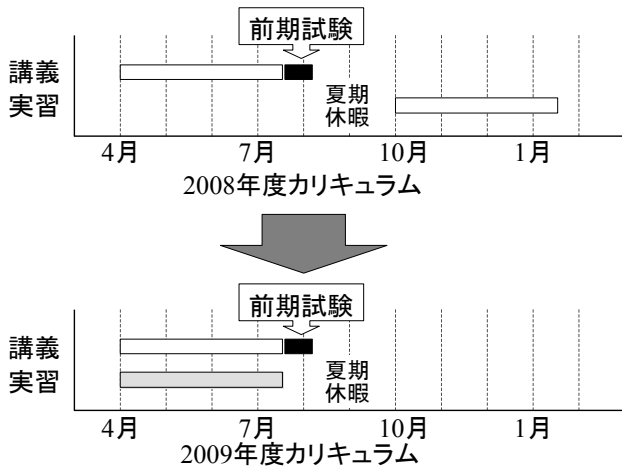 前期試験
講義
実習
夏期
休暇
4月 7月 10月 1月
2008年度カリキュラム
前期試験
講義
実習
夏期
休暇
4月 7月 10月 1月
2009年度カリキュラム